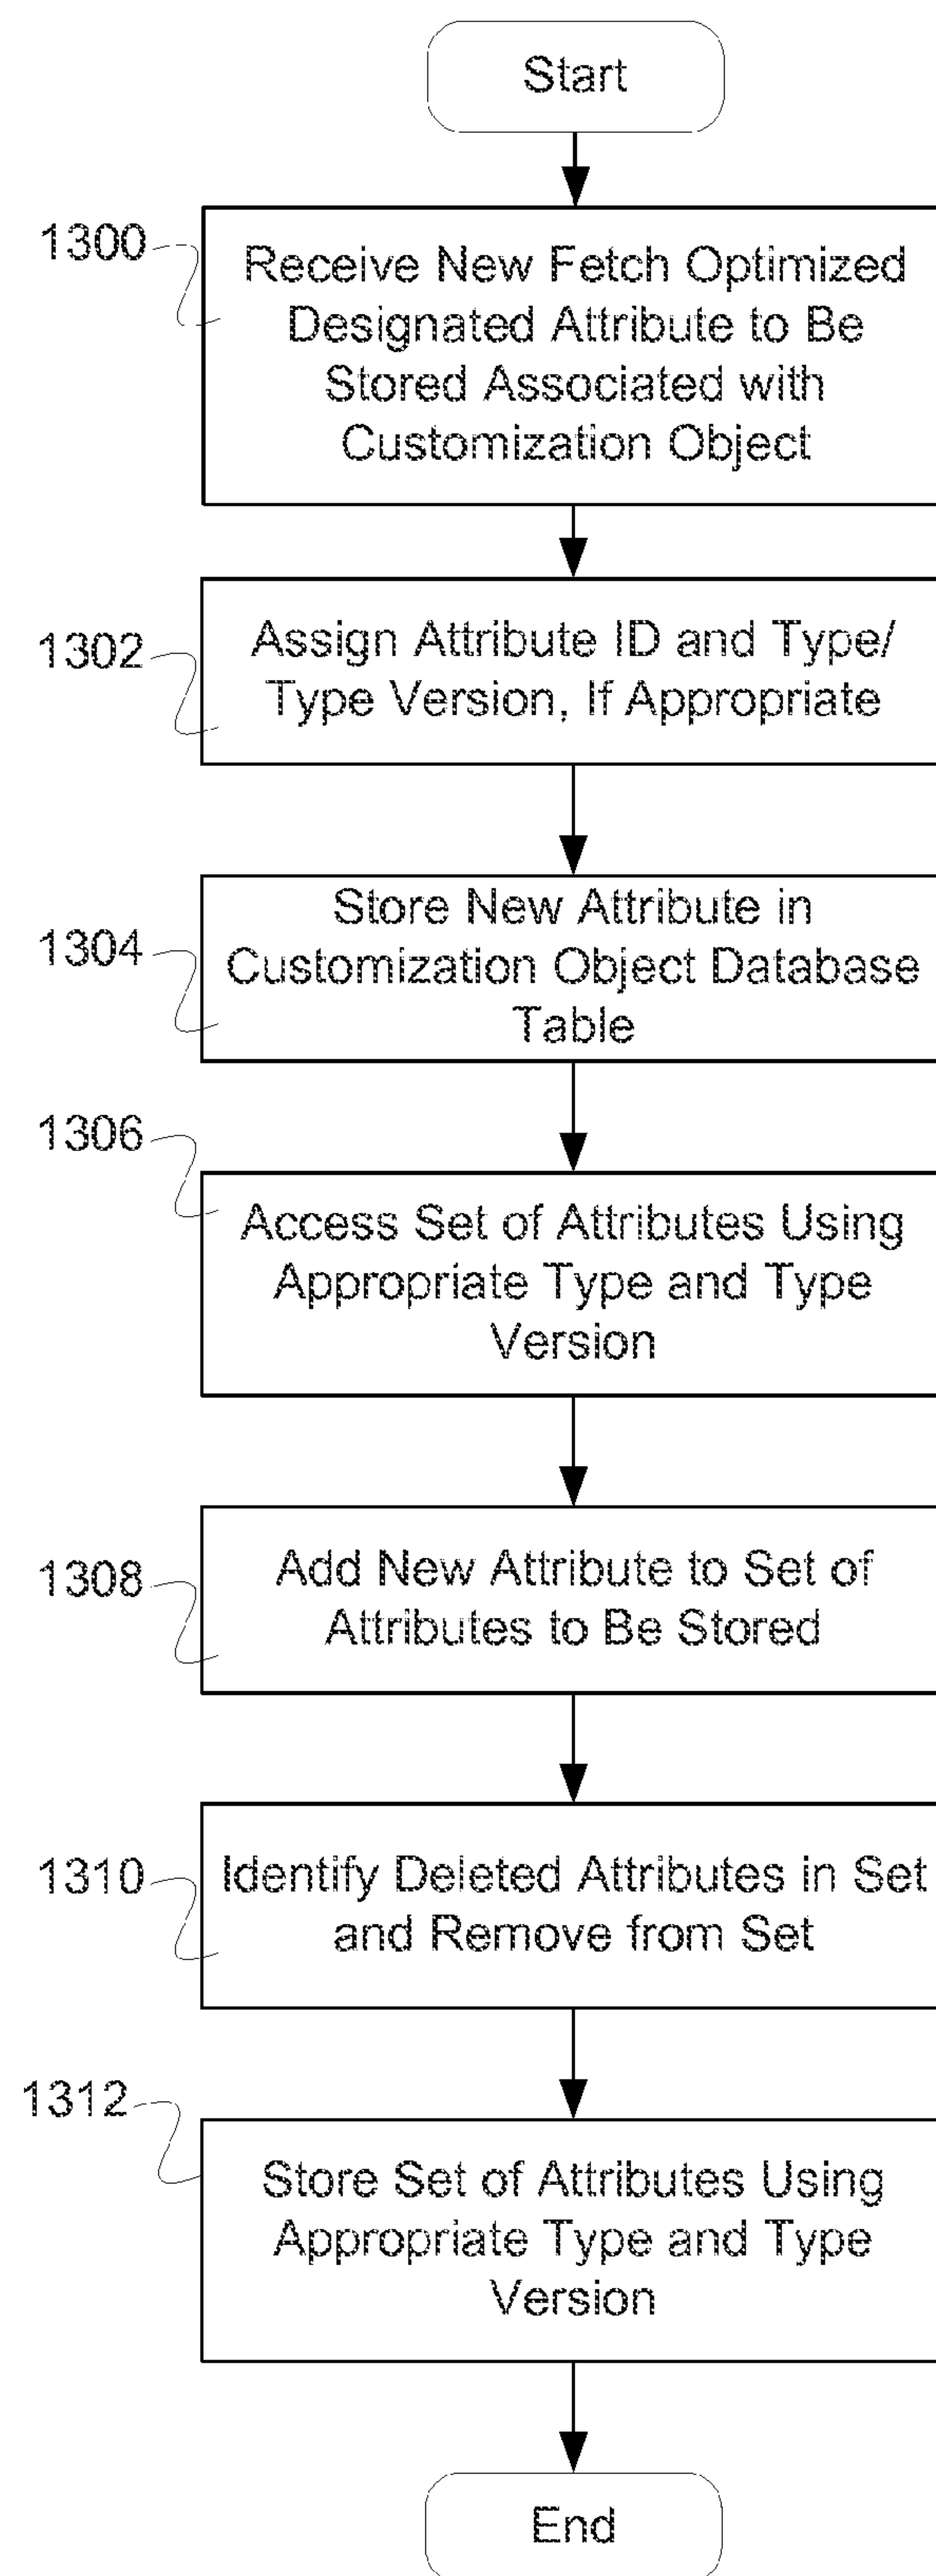 Start
1300
Receive New Fetch Optimized
Designated Attribute to Be
Stored Associated with
Customization Object
1302
Assign Attribute ID and Type/
Type Version, If Appropriate
1304
Store New Attribute in
Customization Object Database
Table
1306
Access Set of Attributes Using
Appropriate Type and Type
Version
1308
Add New Attribute to Set of
Attributes to Be Stored
1310
Identify Deleted Attributes in Set
and Remove from Set
1312
Store Set of Attributes Using
Appropriate Type and Type
Version
End